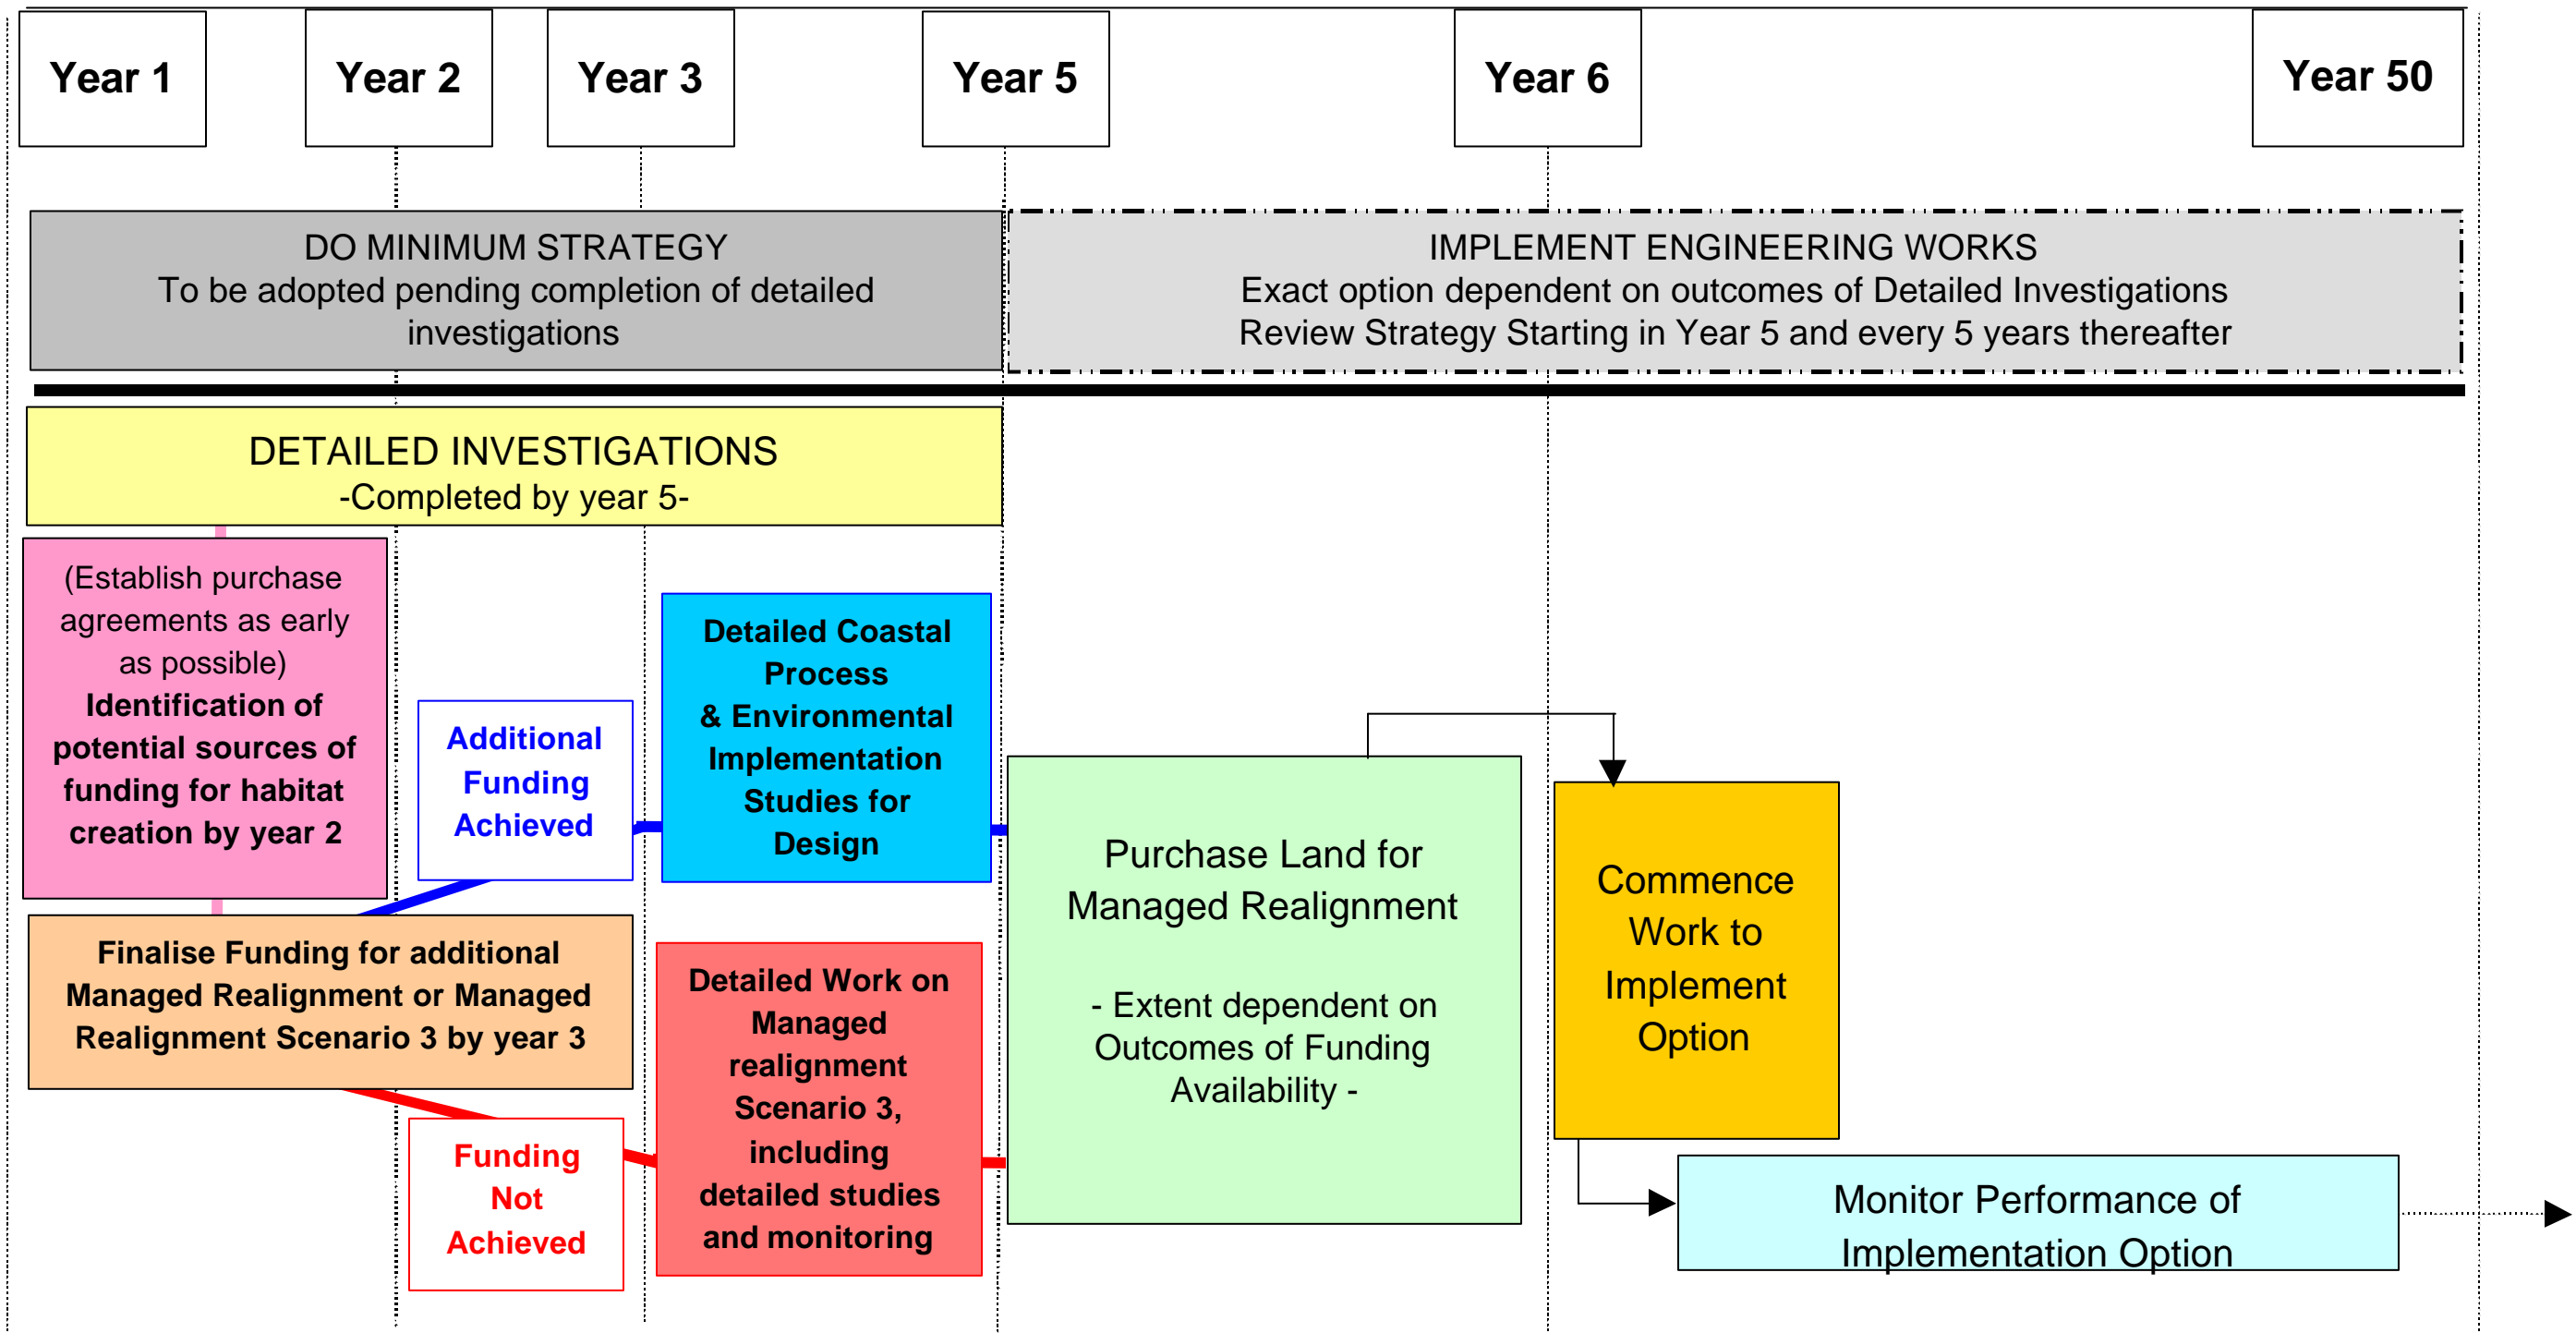 Year 1
Year 2
Year 3
Year 5
Year 6
Year 50
DO MINIMUM STRATEGY
To be adopted pending completion of detailed
investigations
IMPLEMENT ENGINEERING WORKS
Exact option dependent on outcomes of Detailed Investigations
Review Strategy Starting in Year 5 and every 5 years thereafter
DETAILED INVESTIGATIONS
-Completed by year 5-
(Establish purchase
agreements as early
as possible)
Identification of
potential sources of
funding for habitat
creation by year 2
Additional
Funding
Achieved
Detailed Coastal
Process
& Environmental
Implementation
Studies for
Design
Finalise Funding for additional
Managed Realignment or Managed
Realignment Scenario 3 by year 3
Funding
Not
Achieved
Detailed Work on
Managed
realignment
Scenario 3,
including
detailed studies
and monitoring
Purchase Land for
Managed Realignment
- Extent dependent on
Outcomes of Funding
Availability -
Commence
Work to
Implement
Option
Monitor Performance of
Implementation Option